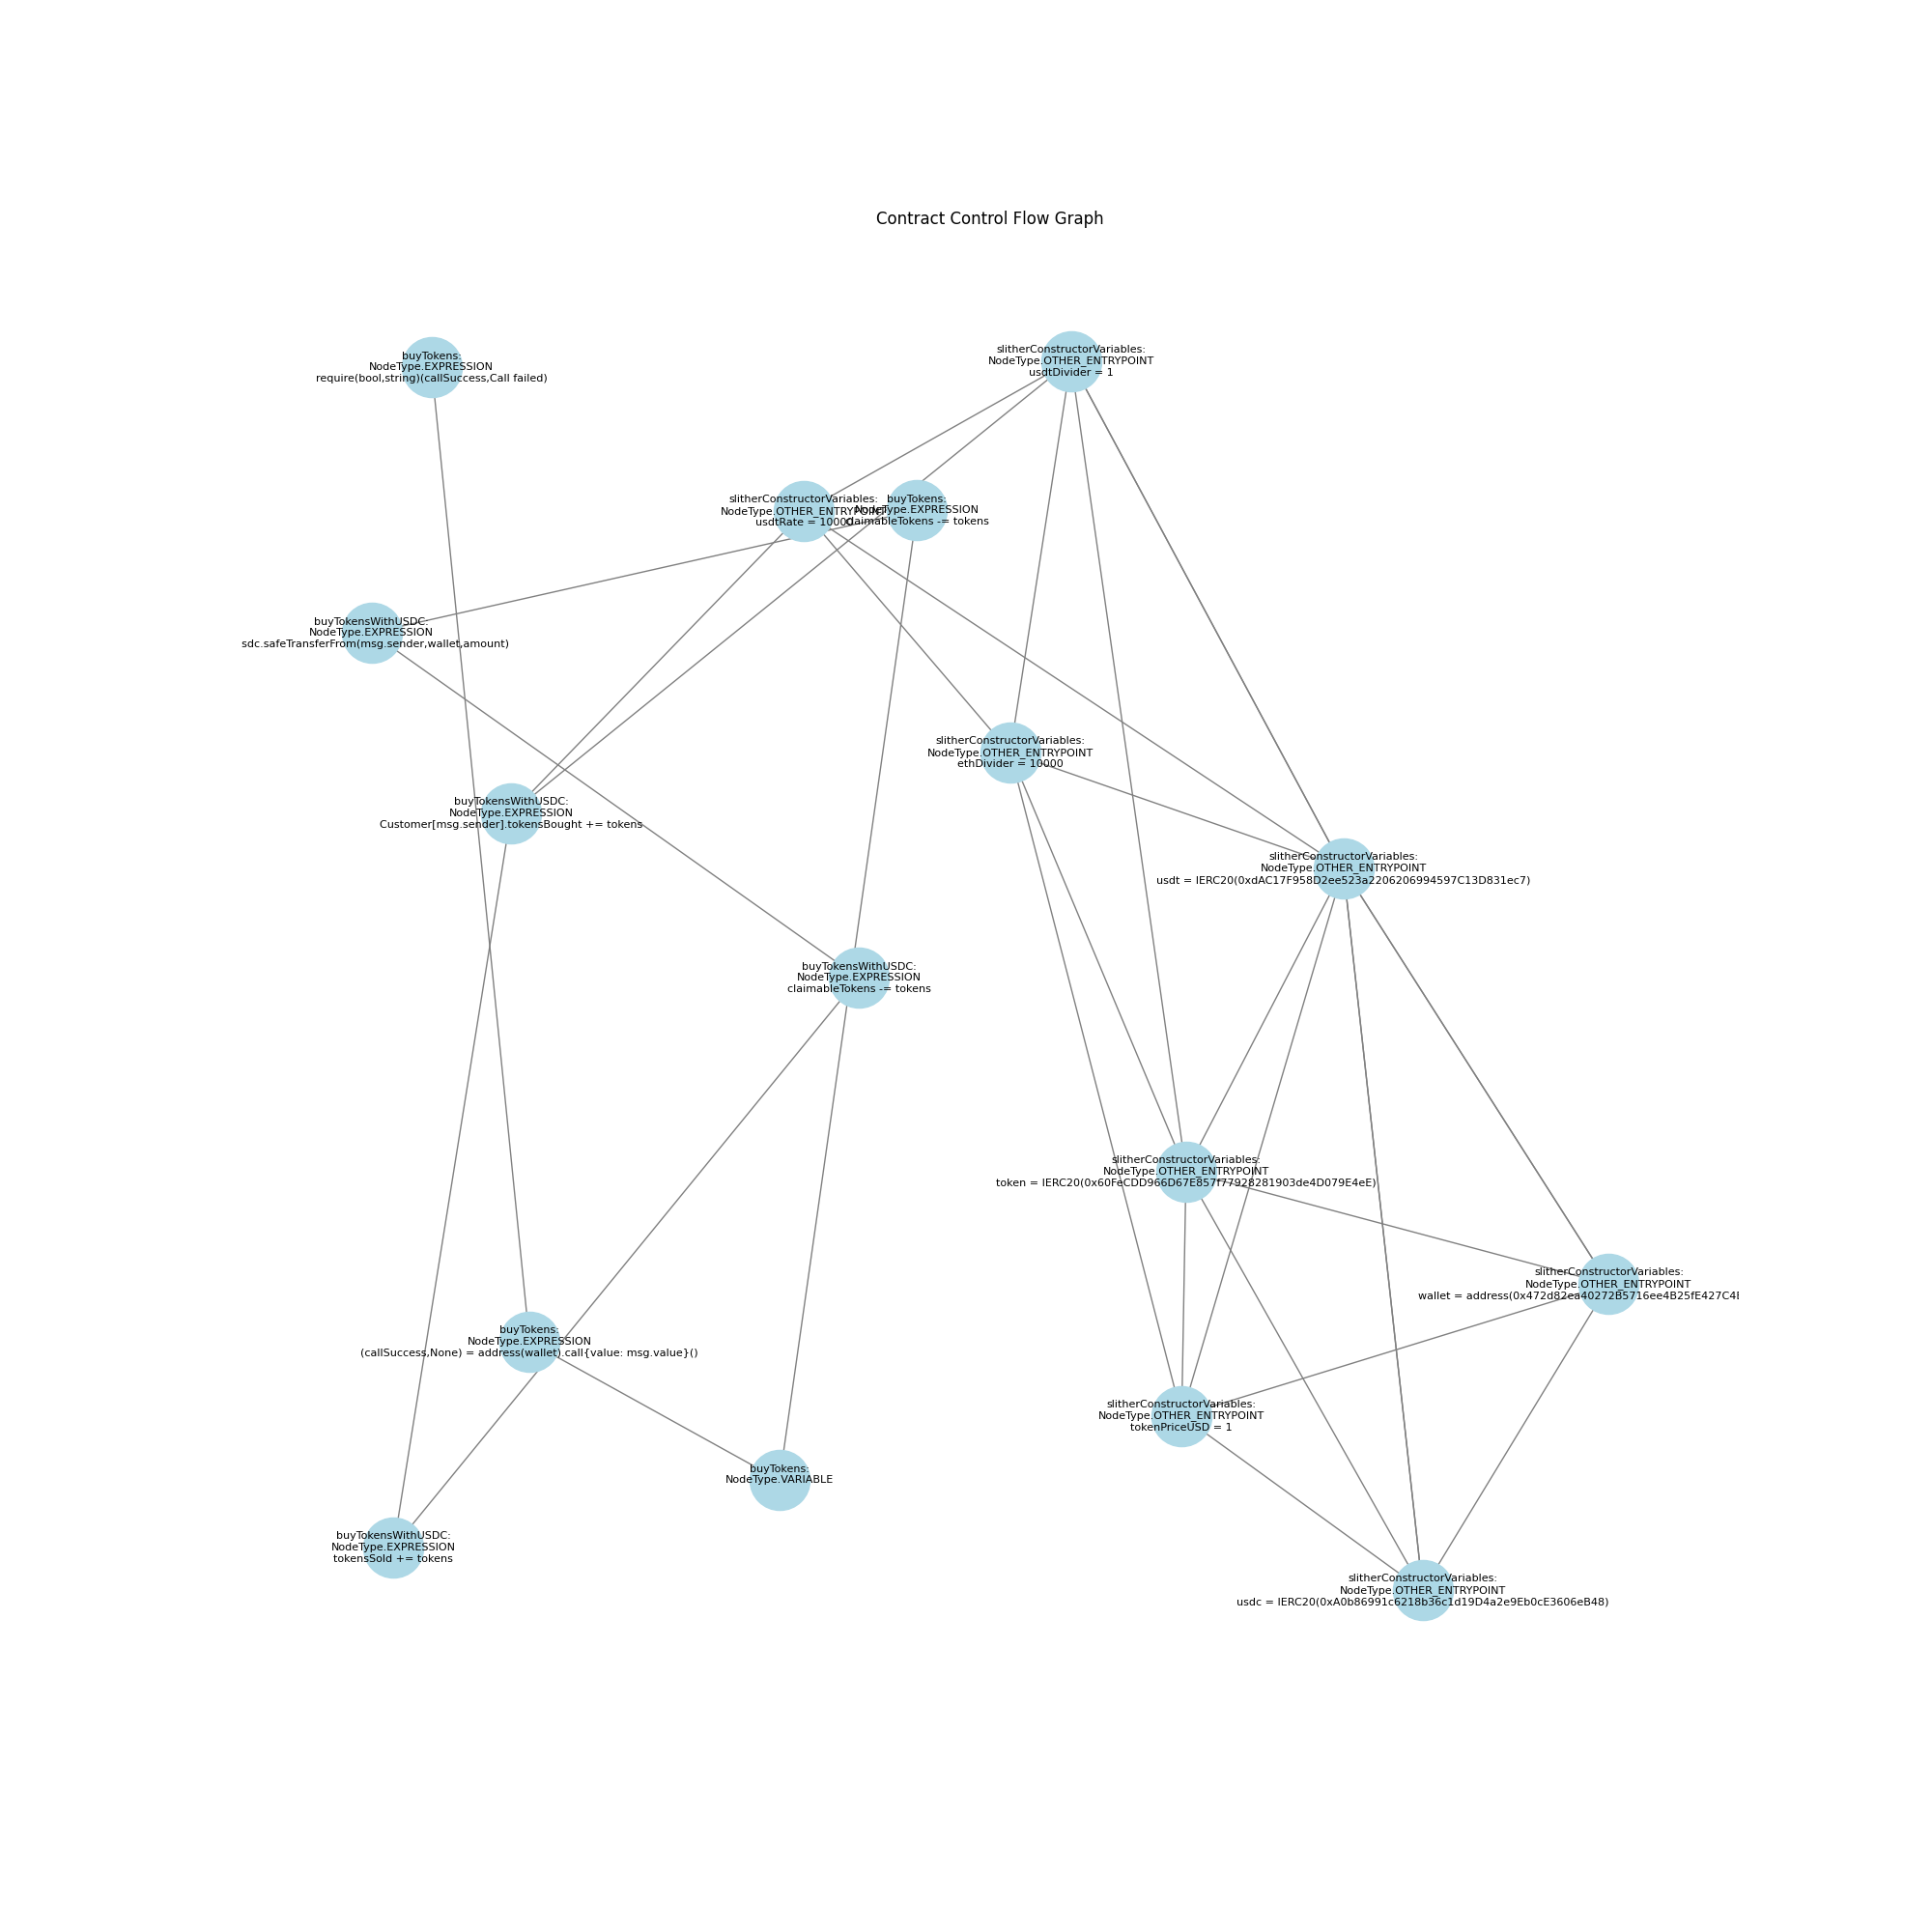 Contract Control Flow Graph
buyTokens:
NodeType.EXPRESSION
require(bool,string)(callSuccess,Call failed)
slitherConstructorVariables:
NodeType.OTHER_ENTRYPOINT
usdtDivider = 1
slitherConstructorVariables:
NodeType.OTHER_ENTRYPOINT
usdtRate = 10000
buyTokens:
NodeType.EXPRESSION
claimableTokens -= tokens
buyTokensWithUSDC:
NodeType.EXPRESSION
sdc.safeTransferFrom(msg.sender,wallet,amount)
slitherConstructorVariables:
NodeType.OTHER_ENTRYPOINT
ethDivider = 10000
buyTokensWithUSDC:
NodeType.EXPRESSION
Customer[msg.sender].tokensBought += tokens
slitherConstructorVariables:
NodeType.OTHER_ENTRYPOINT
usdt = IERC20(0xdAC17F958D2ee523a2206206994597C13D831ec7)
buyTokensWithUSDC:
NodeType.EXPRESSION
claimableTokens -= tokens
slitherConstructorVariables:
NodeType.OTHER_ENTRYPOINT
token = IERC20(0x60FeCDD966D67E857f77928281903de4D079E4eE)
slitherConstructorVariables:
NodeType.OTHER_ENTRYPOINT
wallet = address(0x472d82ea40272B5716ee4B25fE427C4
buyTokens:
NodeType.EXPRESSION
(callSuccess,None) = address(wallet).call{value: msg.value}()
slitherConstructorVariables:
NodeType.OTHER_ENTRYPOINT
tokenPriceUSD = 1
buyTokens:
NodeType.VARIABLE
buyTokensWithUSDC:
NodeType.EXPRESSION
tokensSold += tokens
slitherConstructorVariables:
NodeType.OTHER_ENTRYPOINT
usdc = IERC20(0xA0b86991c6218b36c1d19D4a2e9Eb0cE3606eB48)